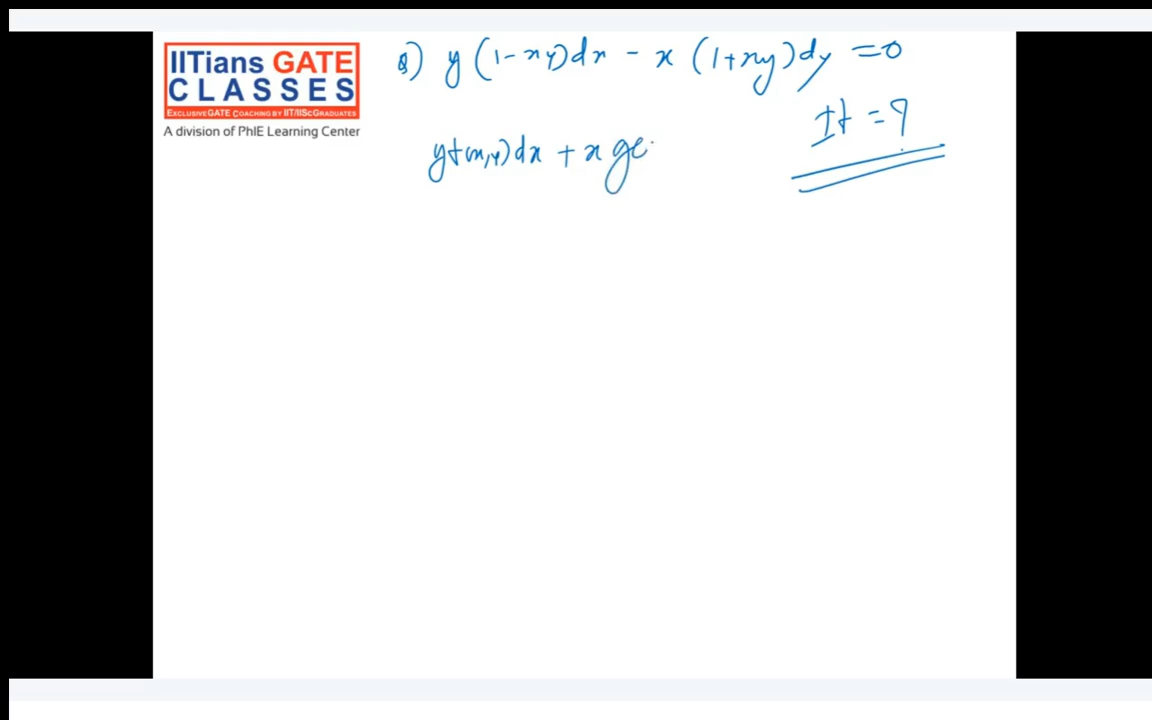 IITians GATE
CLASSES
EXCLUSIVE GATE COACHING BY IIT/IISc GRADUATES
A division of PhIE Learning Center
Q) y (1-xy)dx - x (1+xy)dy = 0
If = ?
yf(x,y)dx + x g(